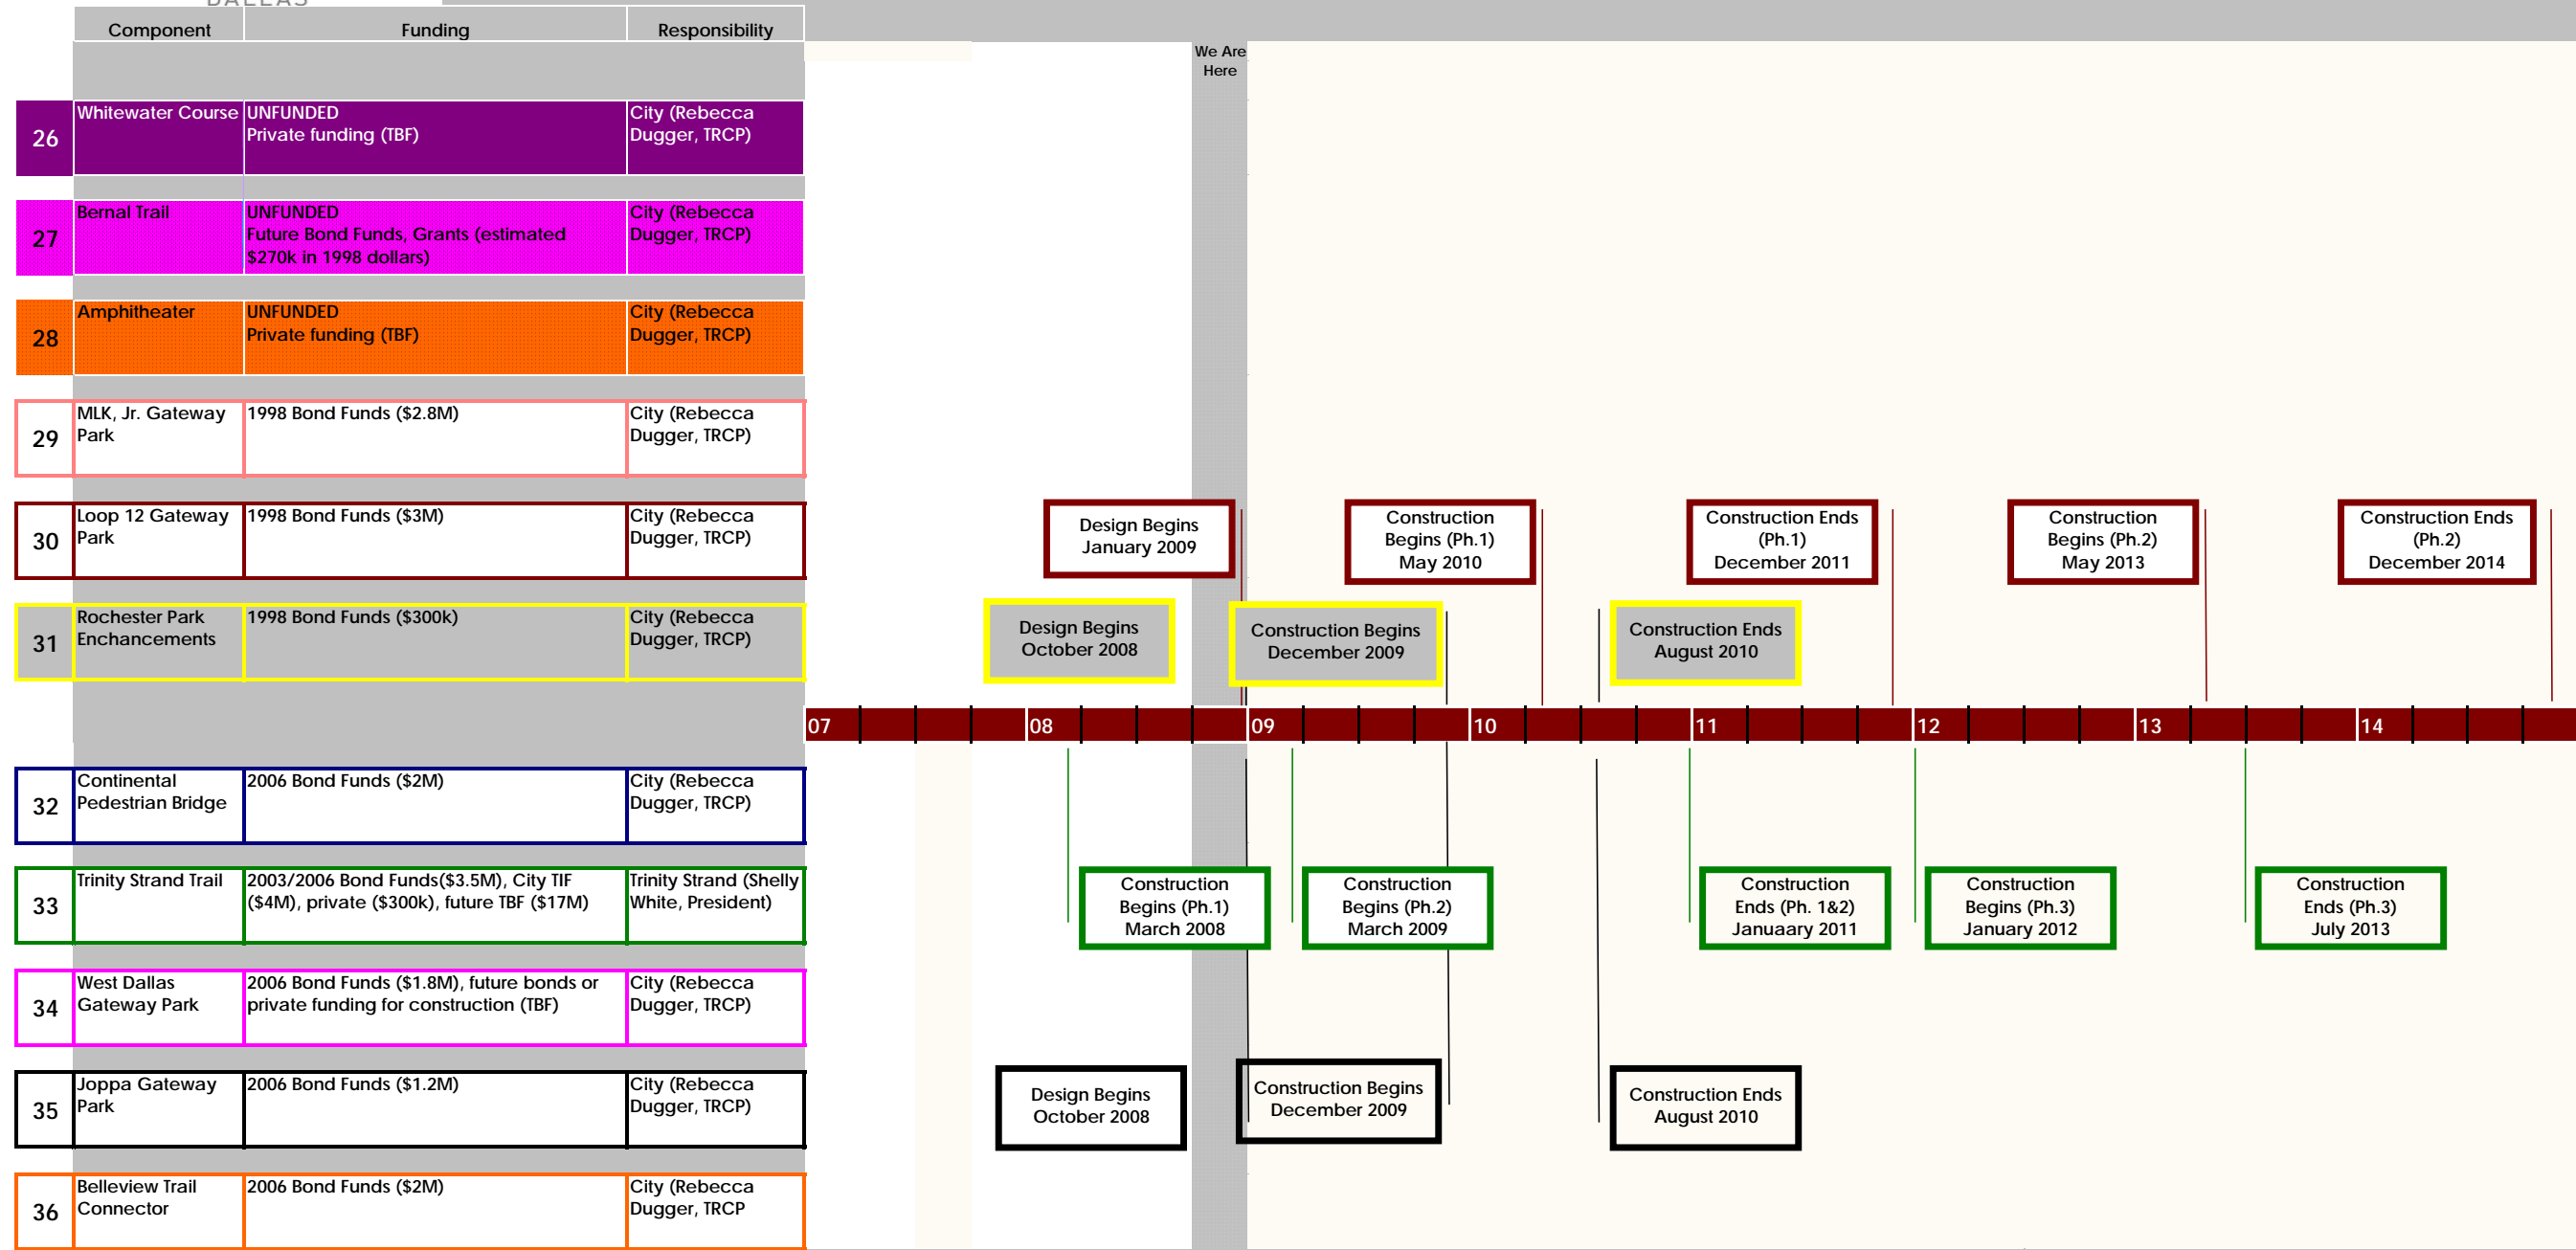 DALLAS
Component Funding Responsibility
We Are
Here
26
Whitewater Course
UNFUNDED
Private funding (TBF)
City (Rebecca
Dugger, TRCP)
27
Bernal Trail
UNFUNDED
Future Bond Funds, Grants (estimated
$270k in 1998 dollars)
City (Rebecca
Dugger, TRCP)
28
Amphitheater
UNFUNDED
Private funding (TBF)
City (Rebecca
Dugger, TRCP)
29
MLK, Jr. Gateway
Park
1998 Bond Funds ($2.8M)
City (Rebecca
Dugger, TRCP)
30
Loop 12 Gateway
Park
1998 Bond Funds ($3M)
City (Rebecca
Dugger, TRCP)
Design Begins
January 2009
Construction
Begins (Ph.1)
May 2010
Construction Ends
(Ph.1)
December 2011
Construction
Begins (Ph.2)
May 2013
Construction Ends
(Ph.2)
December 2014
31
Rochester Park
Enchancements
1998 Bond Funds ($300k)
City (Rebecca
Dugger, TRCP)
Design Begins
October 2008
Construction Begins
December 2009
Construction Ends
August 2010
07 08 09 10 11 12 13 14
32
Continental
Pedestrian Bridge
2006 Bond Funds ($2M)
City (Rebecca
Dugger, TRCP)
33
Trinity Strand Trail
2003/2006 Bond Funds($3.5M), City TIF
($4M), private ($300k), future TBF ($17M)
Trinity Strand (Shelly
White, President)
Construction
Begins (Ph.1)
March 2008
Construction
Begins (Ph.2)
March 2009
Construction
Ends (Ph. 1&2)
Januaary 2011
Construction
Begins (Ph.3)
January 2012
Construction
Ends (Ph.3)
July 2013
34
West Dallas
Gateway Park
2006 Bond Funds ($1.8M), future bonds or
private funding for construction (TBF)
City (Rebecca
Dugger, TRCP)
35
Joppa Gateway
Park
2006 Bond Funds ($1.2M)
City (Rebecca
Dugger, TRCP)
Design Begins
October 2008
Construction Begins
December 2009
Construction Ends
August 2010
36
Belleview Trail
Connector
2006 Bond Funds ($2M)
City (Rebecca
Dugger, TRCP